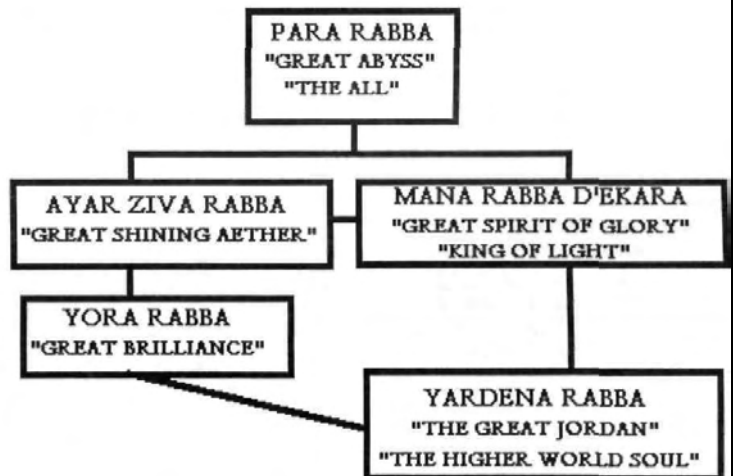 PARA RABBA
"GREAT ABYSS"
"THE ALL"
AYAR ZIVA RABBA
"GREAT SHINING AETHER"
MANA RABBA D'EKARA
"GREAT SPIRIT OF GLORY"
"KING OF LIGHT"
YORA RABBA
"GREAT BRILLIANCE"
YARDENA RABBA
"THE GREAT JORDAN"
"THE HIGHER WORLD SOUL"